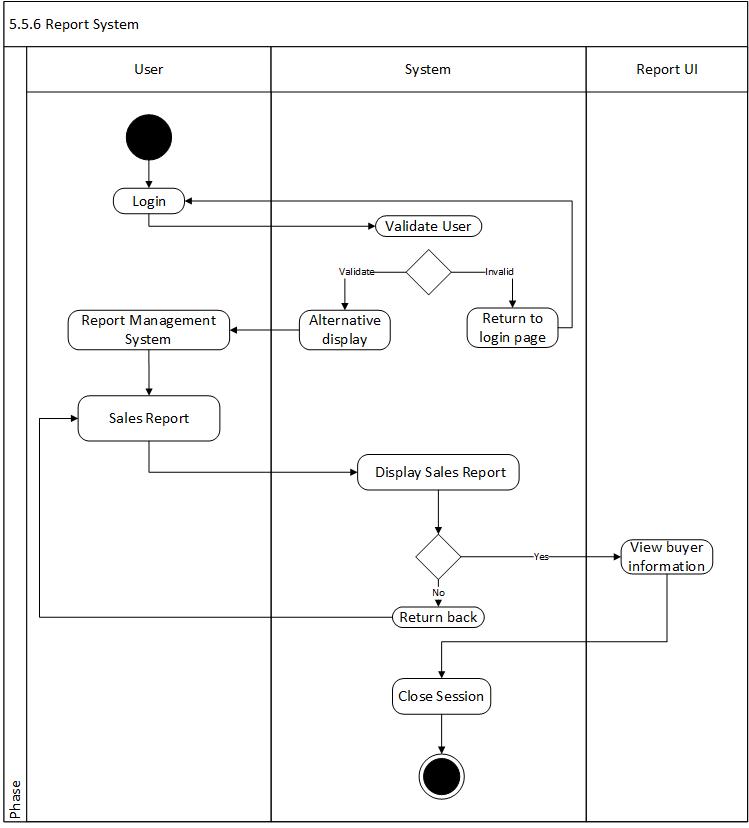 5.5.6 Report System
User
System
Report UI
Login
Validate User
Validate
Invalid
Report Management
System
Alternative
display
Return to
login page
Sales Report
Display Sales Report
Yes
View buyer
information
No
Return back
Close Session
Phase